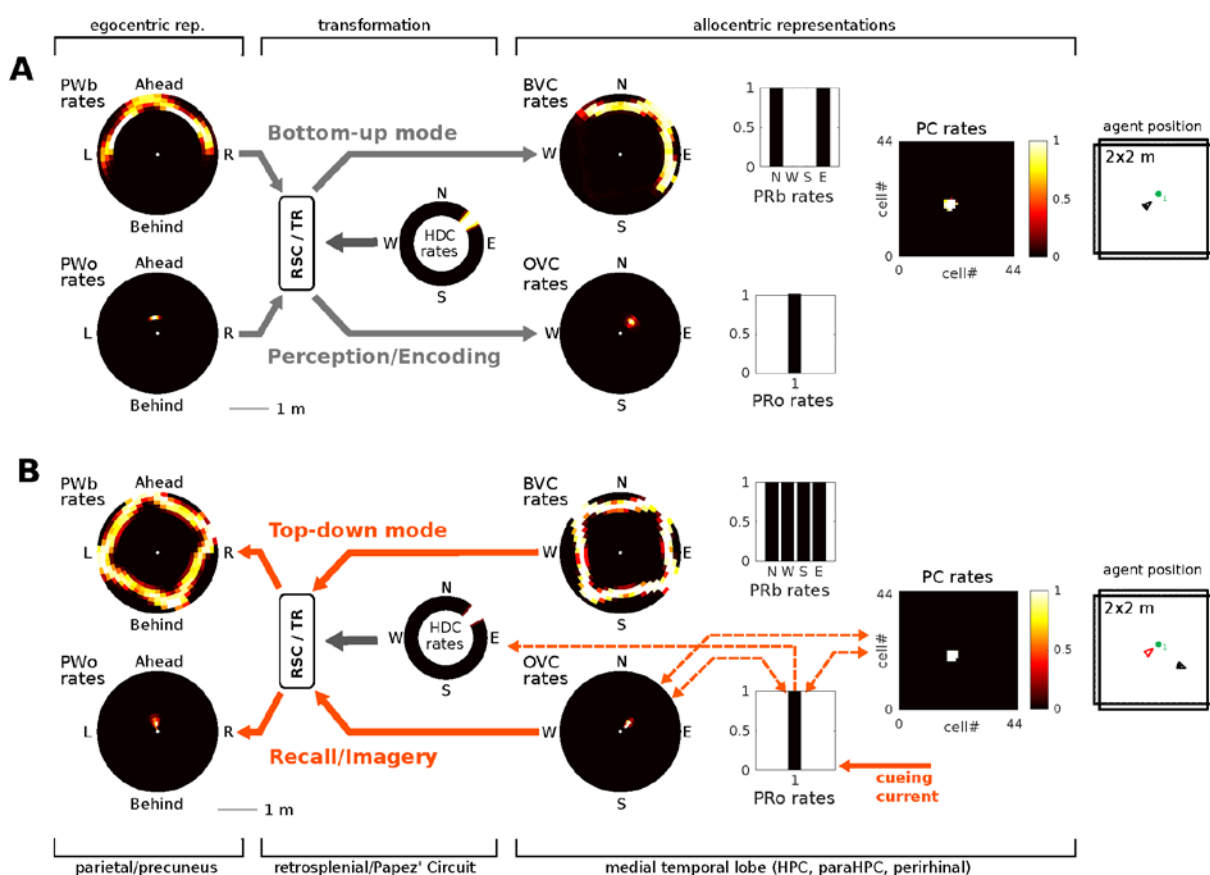 egocentric rep.
transformation
allocentric representations
A
PWb
rates
Ahead
L
R
Behind
Bottom-up mode
BVC
rates
N
W
E
S
1
0.5
0
N W S E
PRb rates
PC rates
44
cell#
0
0
44
cell#
1
0.5
0
agent position
2x2 m
1
RSC / TR
N
W
HDC
rates
E
S
PWo
rates
Ahead
L
R
Behind
Perception/Encoding
1 m
OVC
rates
N
W
E
S
1
0.5
0
1
PRo rates
B
PWb
rates
Ahead
L
R
Behind
Top-down mode
BVC
rates
N
W
E
S
1
0.5
0
N W S E
PRb rates
PC rates
44
cell#
0
0
44
cell#
1
0.5
0
agent position
2x2 m
1
RSC / TR
N
W
HDC
rates
E
S
PWo
rates
Ahead
L
R
Behind
Recall/Imagery
1 m
OVC
rates
N
W
E
S
1
0.5
0
1
PRo rates
cueing
current
parietal/precuneus
retrosplenial/Papez' Circuit
medial temporal lobe (HPC, paraHPC, perirhinal)